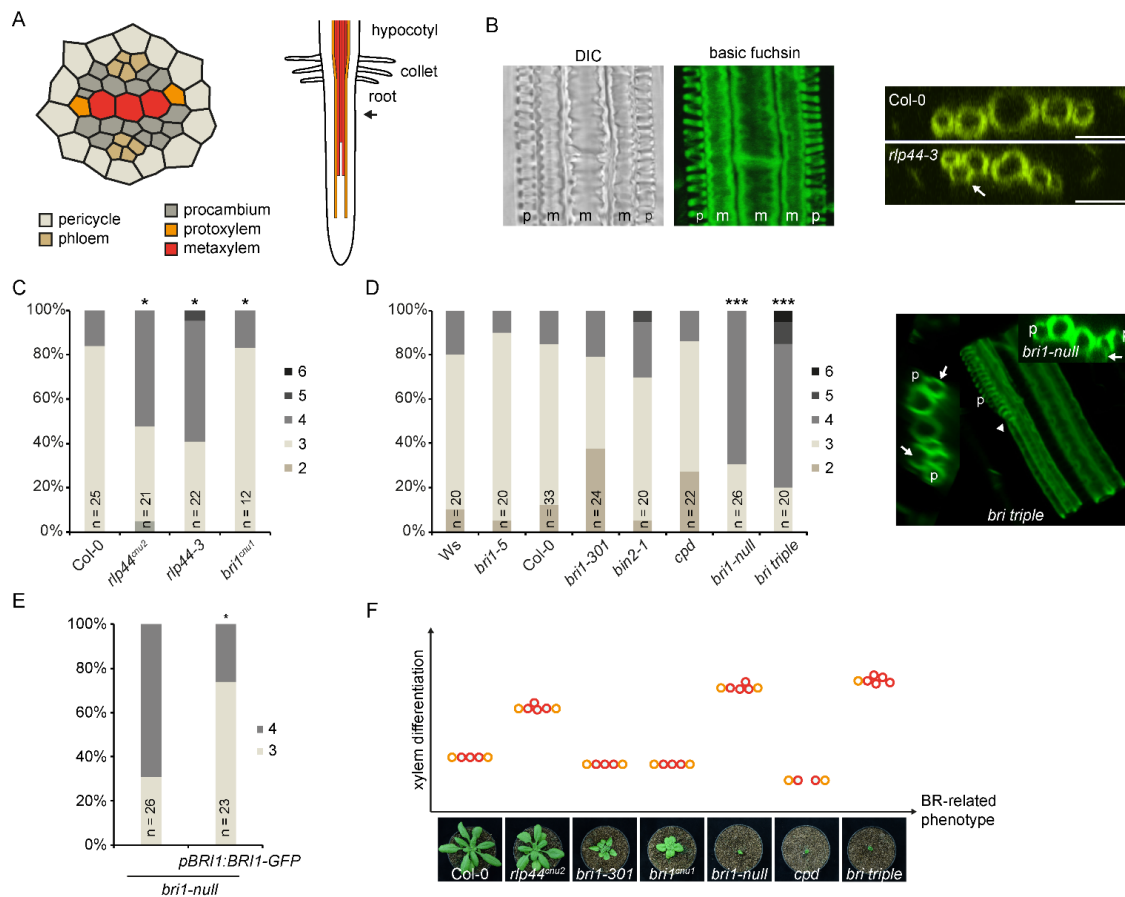 A
hypocotyl
collet
root
pericycle
phloem
procambium
protoxylem
metaxylem
B
DIC
basic fuchsin
p m m m p
p m m m p
Col-0
rlp44-3
C
100%
80%
60%
40%
20%
0%
* * *
n = 25
n = 21
n = 22
n = 12
Col-0
rlp44cnu2
rlp44-3
bri1cnu1
6
5
4
3
2
D
100%
80%
60%
40%
20%
0%
*** ***
n = 20
n = 20
n = 33
n = 24
n = 20
n = 22
n = 26
n = 20
Ws
bri1-5
Col-0
bri1-301
bin2-1
cpd
bri1-null
bri triple
6
5
4
3
2
p
p
bri1-null
p
p
p
bri triple
E
100%
80%
60%
40%
20%
0%
*
n = 26
n = 23
pBRI1:BRI1-GFP
bri1-null
4
3
F
xylem differentiation
BR-related
phenotype
Col-0
rlp44cnu2
bri1-301
bri1cnu1
bri1-null
cpd
bri triple